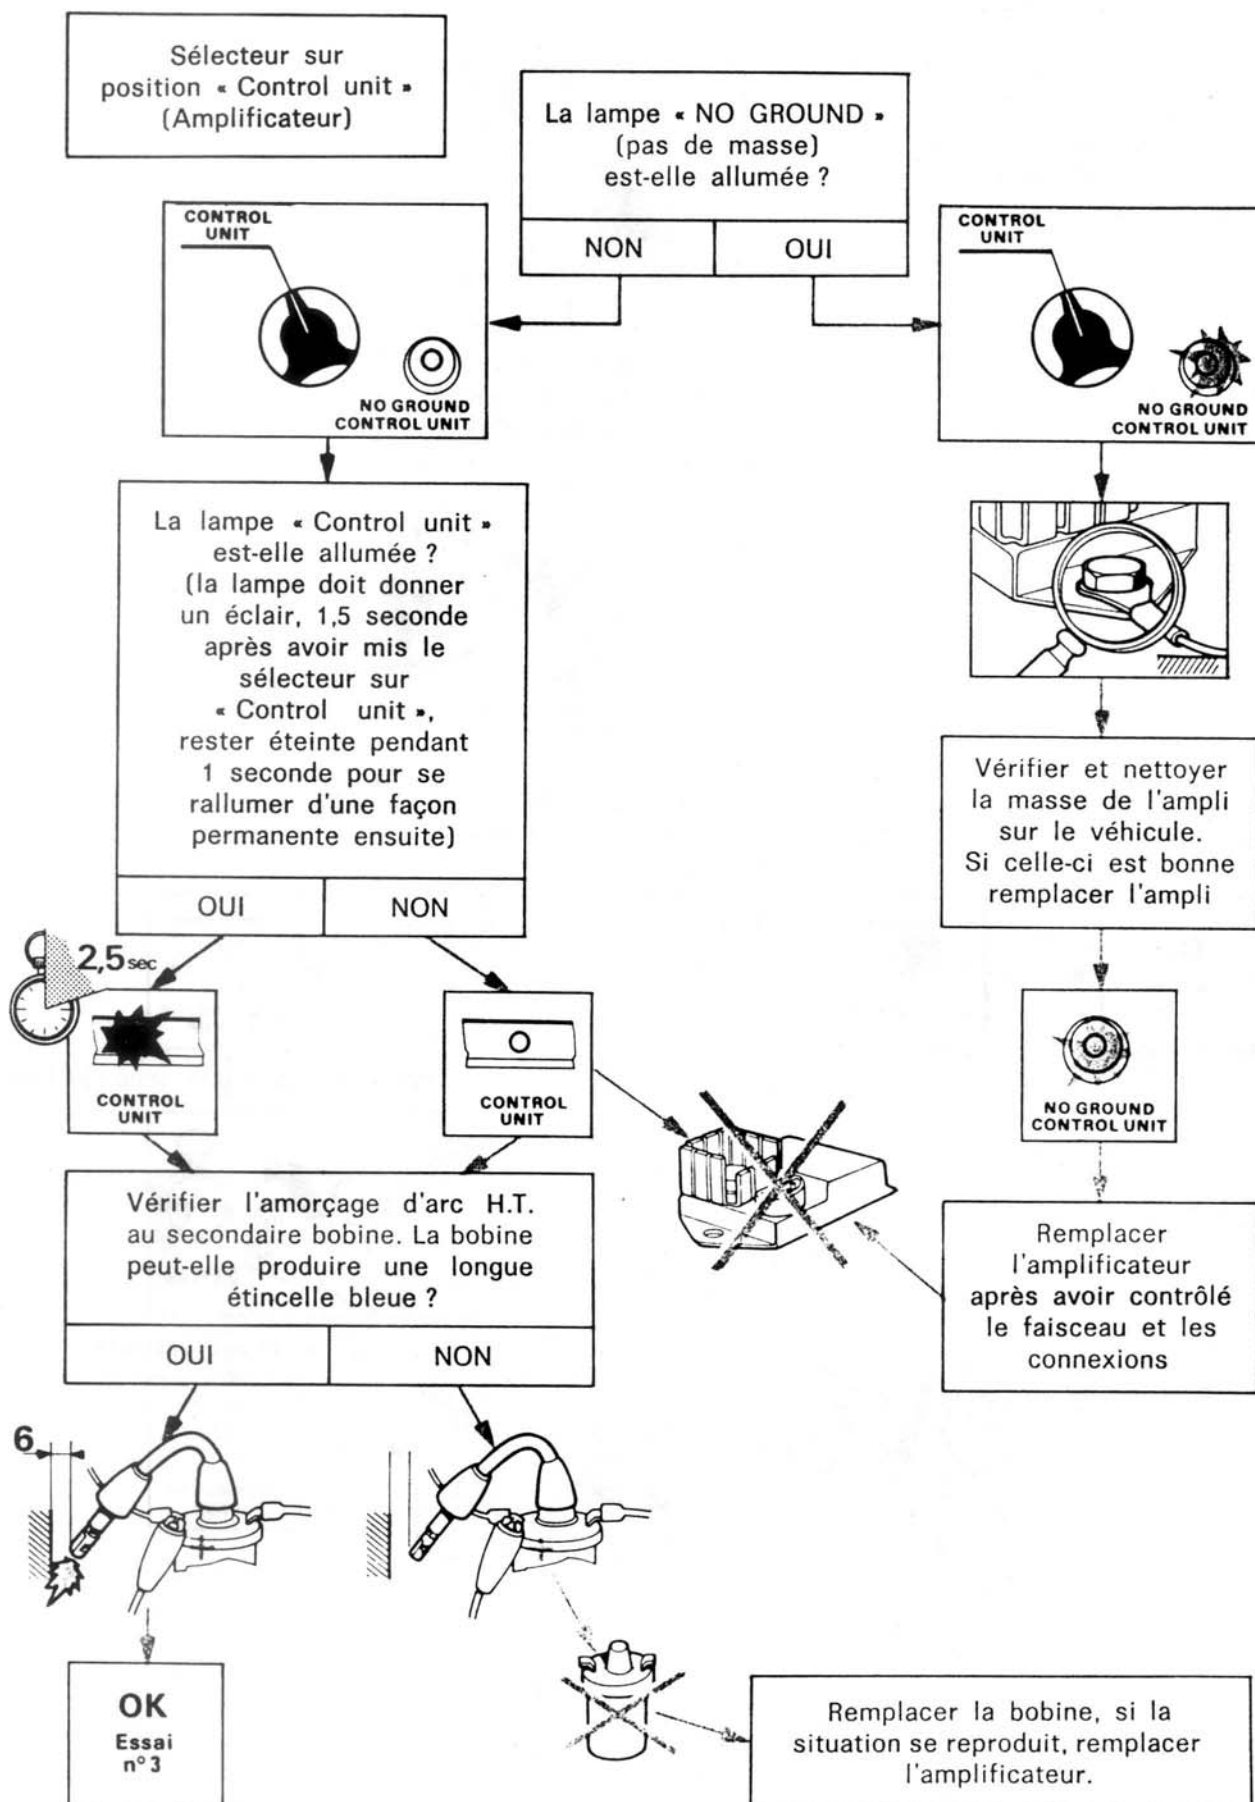 Sélecteur sur
position « Control unit »
(Amplificateur)
La lampe « NO GROUND »
(pas de masse)
est-elle allumée ?
NON
OUI
CONTROL
UNIT
NO GROUND
CONTROL UNIT
CONTROL
UNIT
NO GROUND
CONTROL UNIT
La lampe « Control unit »
est-elle allumée ?
(la lampe doit donner
un éclair, 1,5 seconde
après avoir mis le
sélecteur sur
« Control unit »,
rester éteinte pendant
1 seconde pour se
rallumer d'une façon
permanente ensuite)
OUI
NON
Vérifier et nettoyer
la masse de l'ampli
sur le véhicule.
Si celle-ci est bonne
remplacer l'ampli
2,5 sec
CONTROL
UNIT
CONTROL
UNIT
NO GROUND
CONTROL UNIT
Vérifier l'amorçage d'arc H.T.
au secondaire bobine. La bobine
peut-elle produire une longue
étincelle bleue ?
OUI
NON
Remplacer
l'amplificateur
après avoir contrôlé
le faisceau et les
connexions
6
OK
Essai
n° 3
Remplacer la bobine, si la
situation se reproduit, remplacer
l'amplificateur.